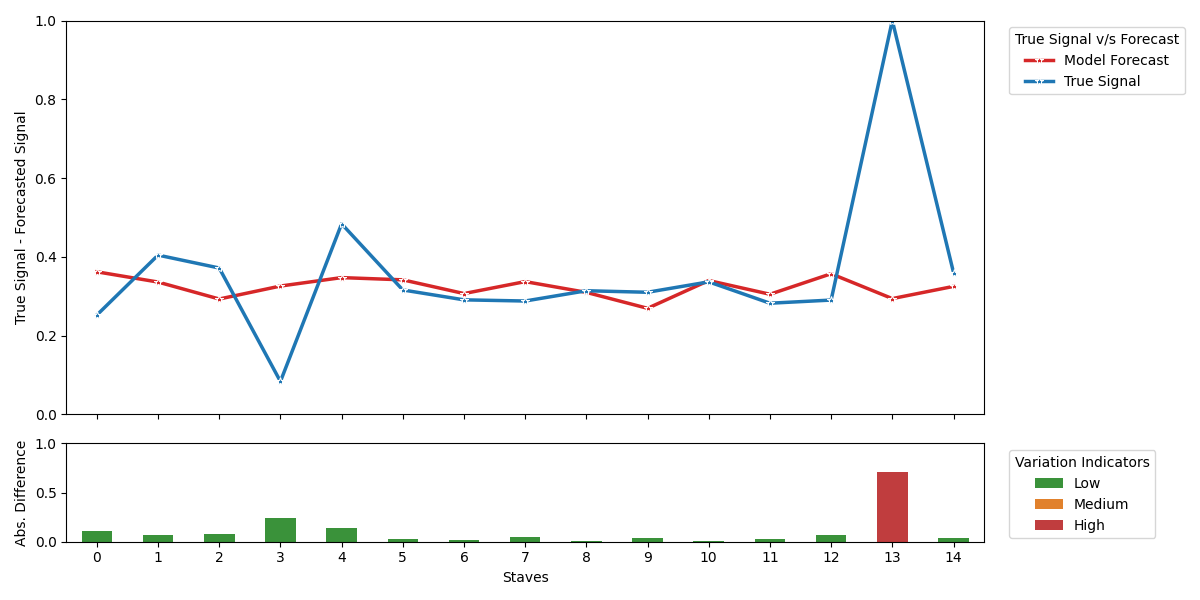 True Signal v/s Forecast
Model Forecast
True Signal
True Signal - Forecasted Signal
1.0
0.8
0.6
0.4
0.2
0.0
Abs. Difference
1.0
0.5
0.0
0 1 2 3 4 5 6 7 8 9 10 11 12 13 14
Staves
Variation Indicators
Low
Medium
High